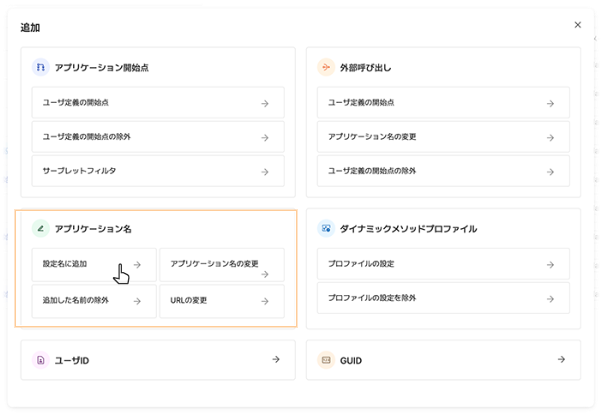 追加
アプリケーション開始点
ユーザ定義の開始点
ユーザ定義の開始点の除外
サーブレットフィルタ
外部呼び出し
ユーザ定義の開始点
アプリケーション名の変更
ユーザ定義の開始点の除外
アプリケーション名
設定名に追加
アプリケーション名の変更
追加した名前の除外
URLの変更
ダイナミックメソッドプロファイル
プロファイルの設定
プロファイルの設定を除外
ユーザID
GUID